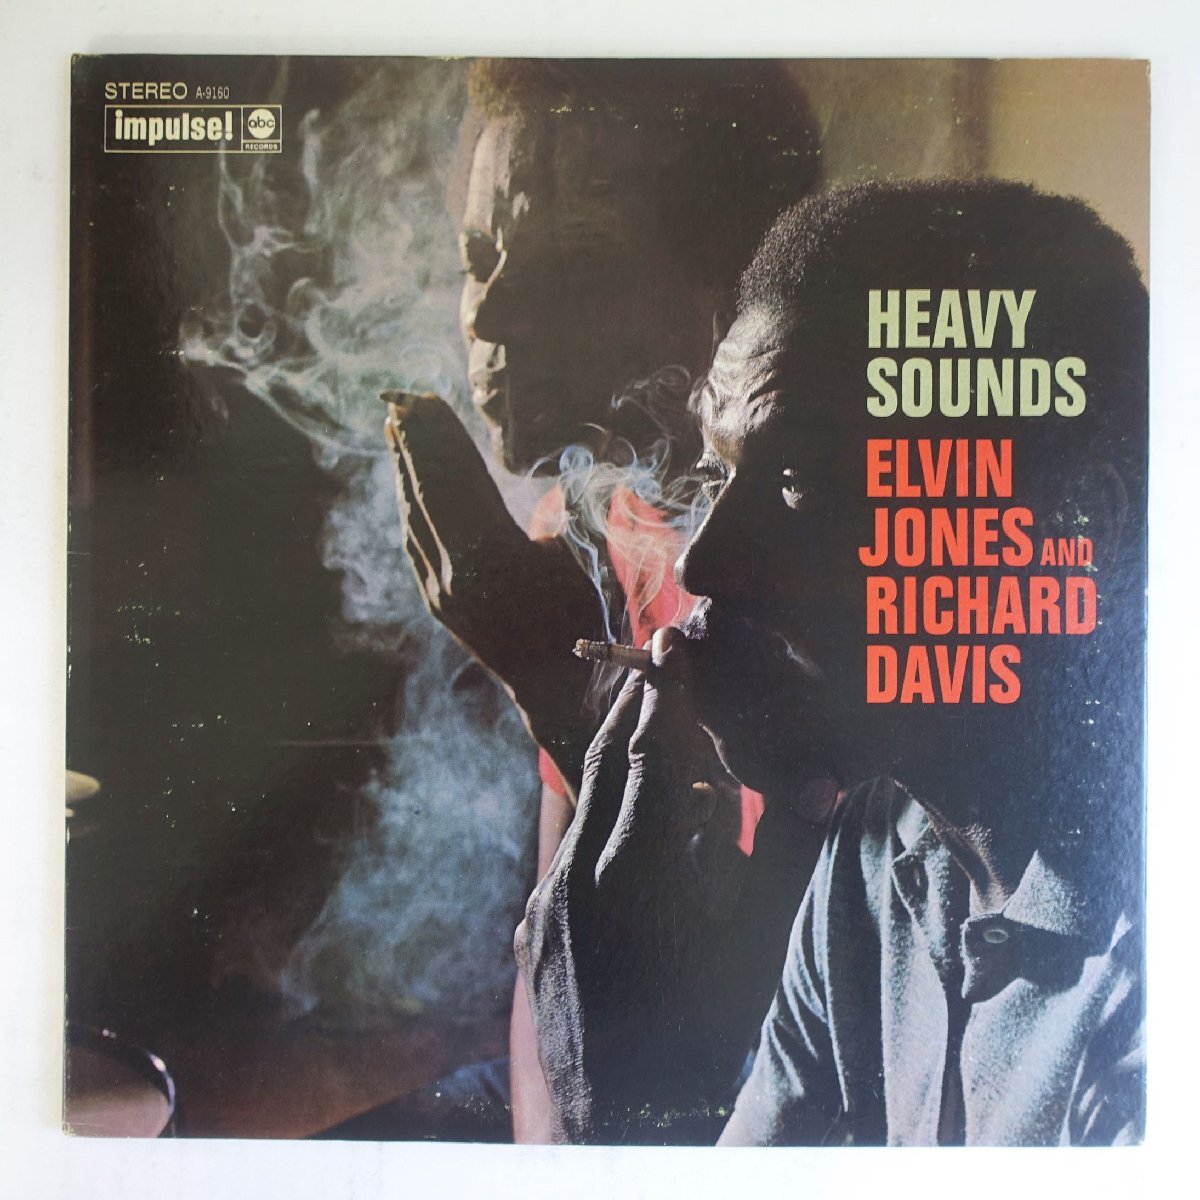 STEREO A-9160
impulse!
abc
RECORDS
HEAVY
SOUNDS
ELVIN
JONES AND
RICHARD
DAVIS